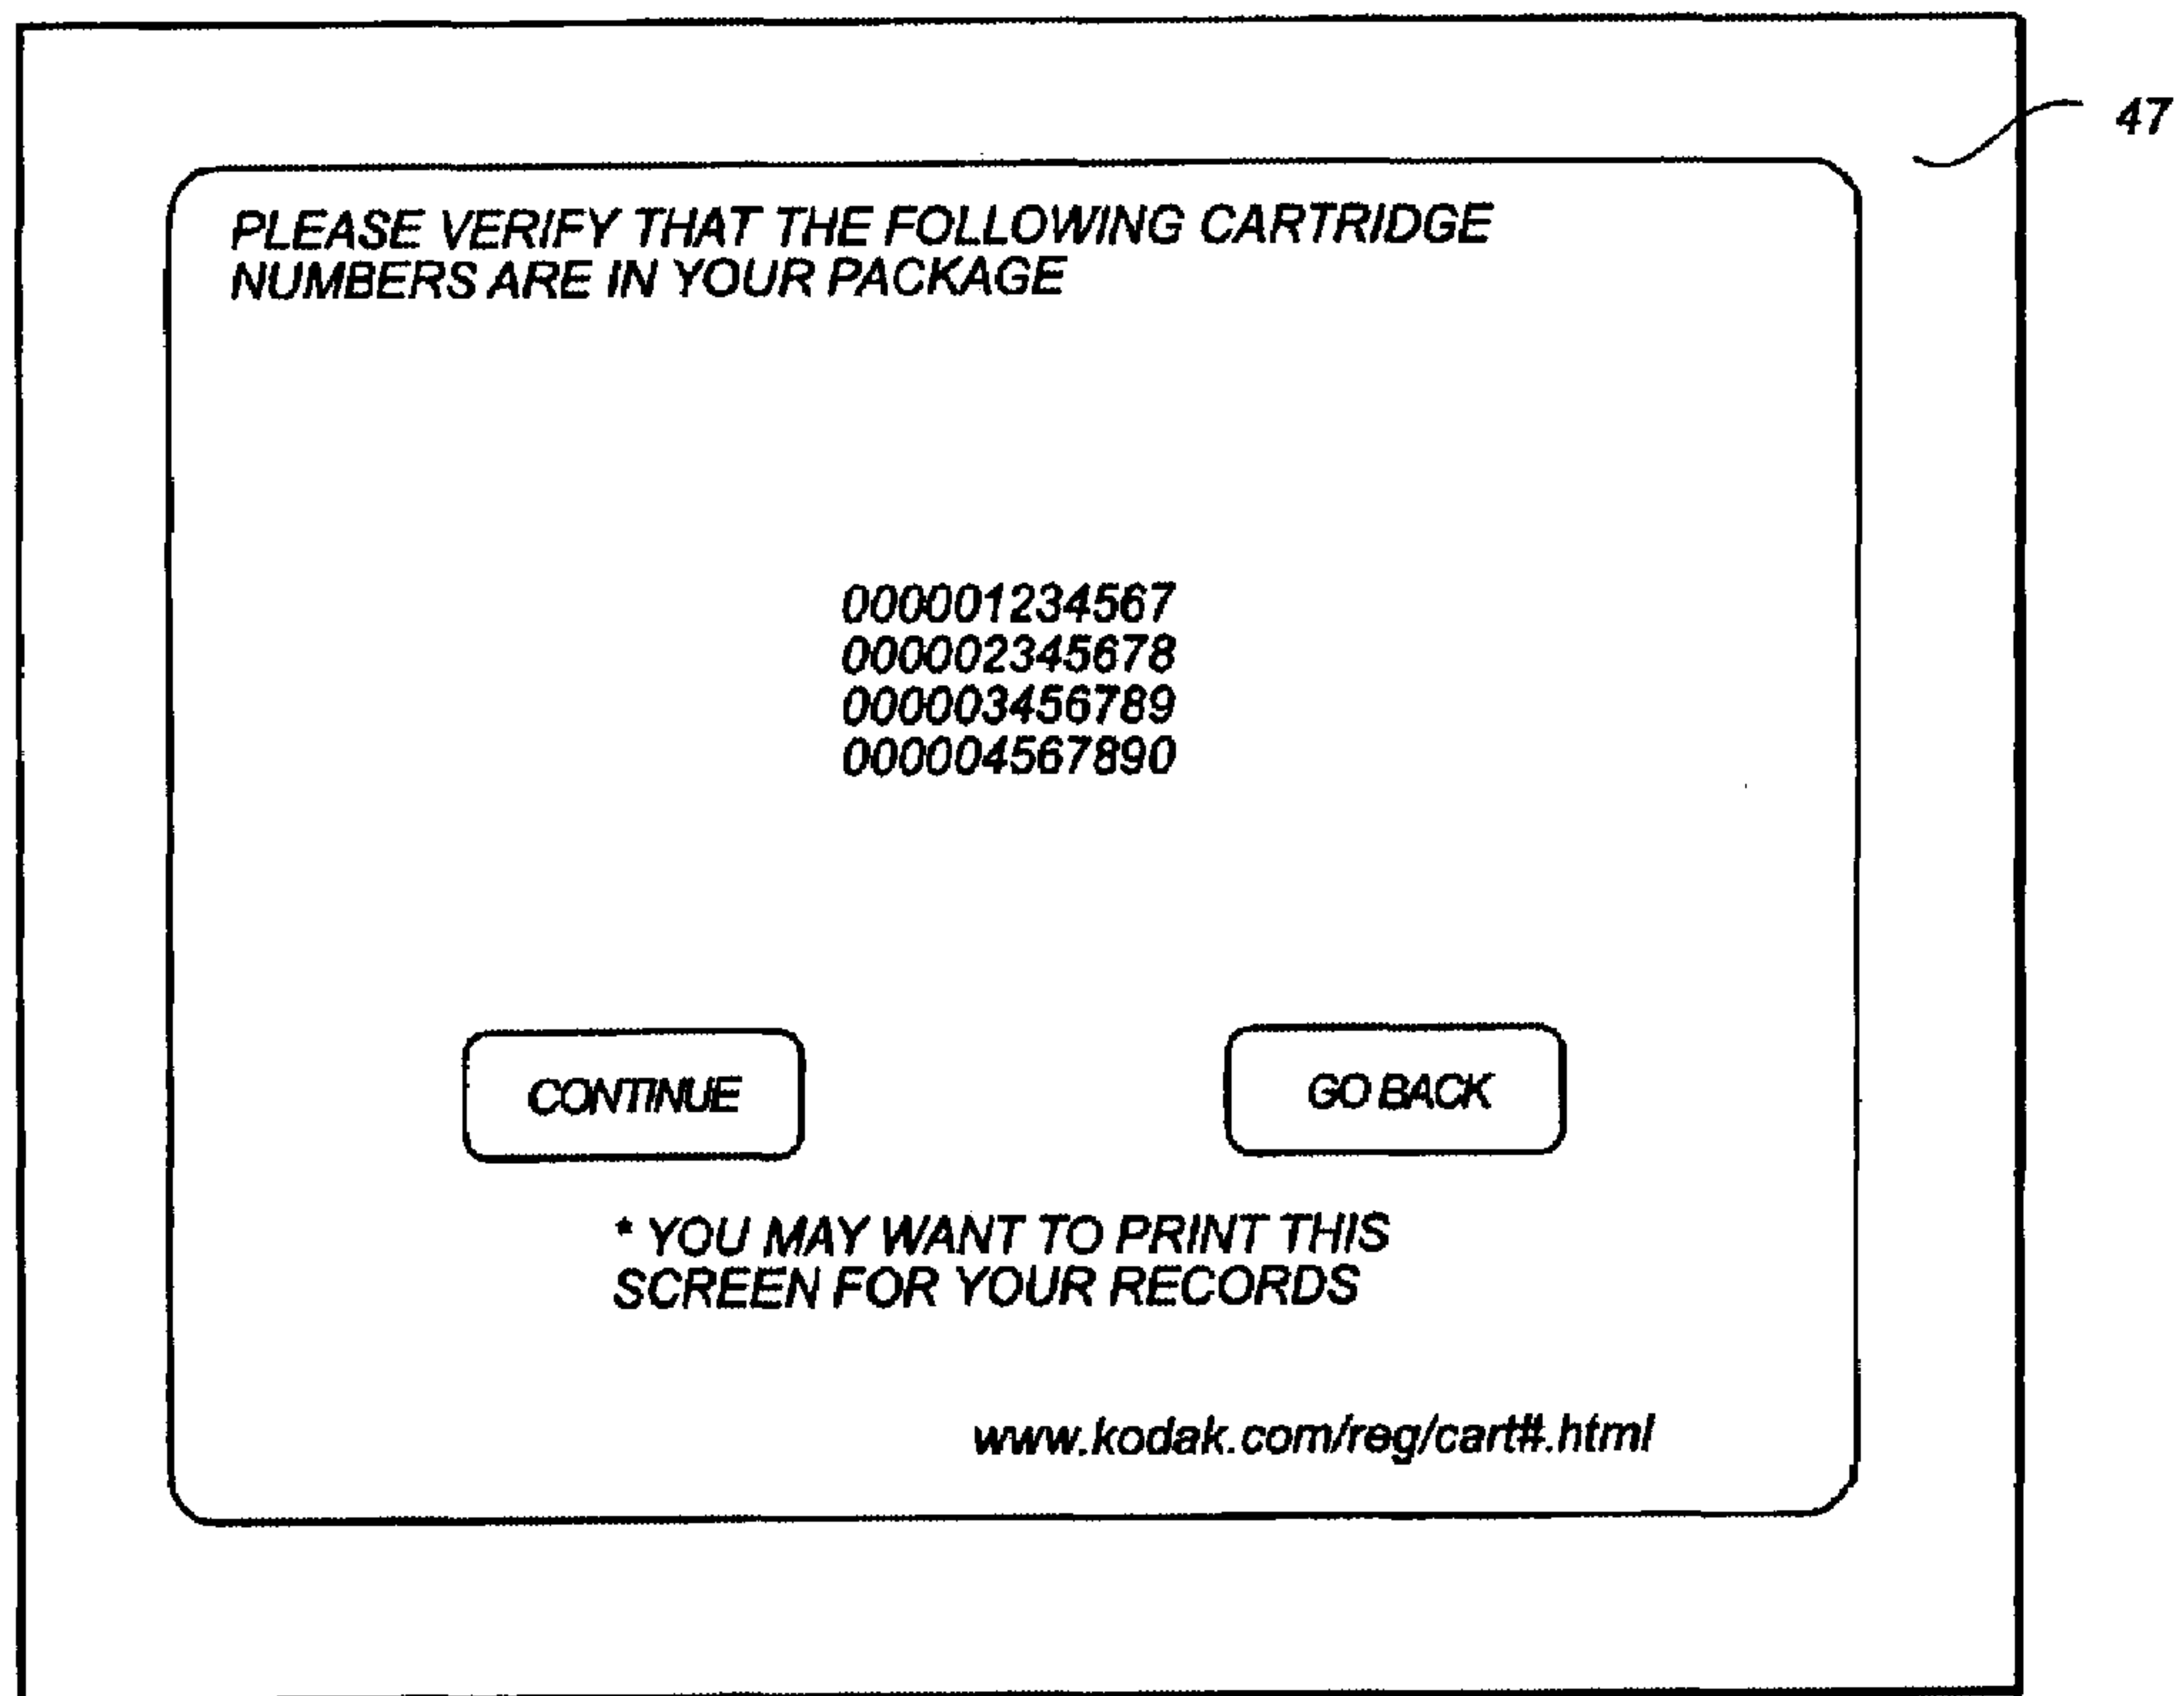 47
PLEASE VERIFY THAT THE FOLLOWING CARTRIDGE
NUMBERS ARE IN YOUR PACKAGE
000001234567
000002345678
000003456789
000004567890
CONTINUE
GO BACK
* YOU MAY WANT TO PRINT THIS
SCREEN FOR YOUR RECORDS
www.kodak.com/reg/cart#.html